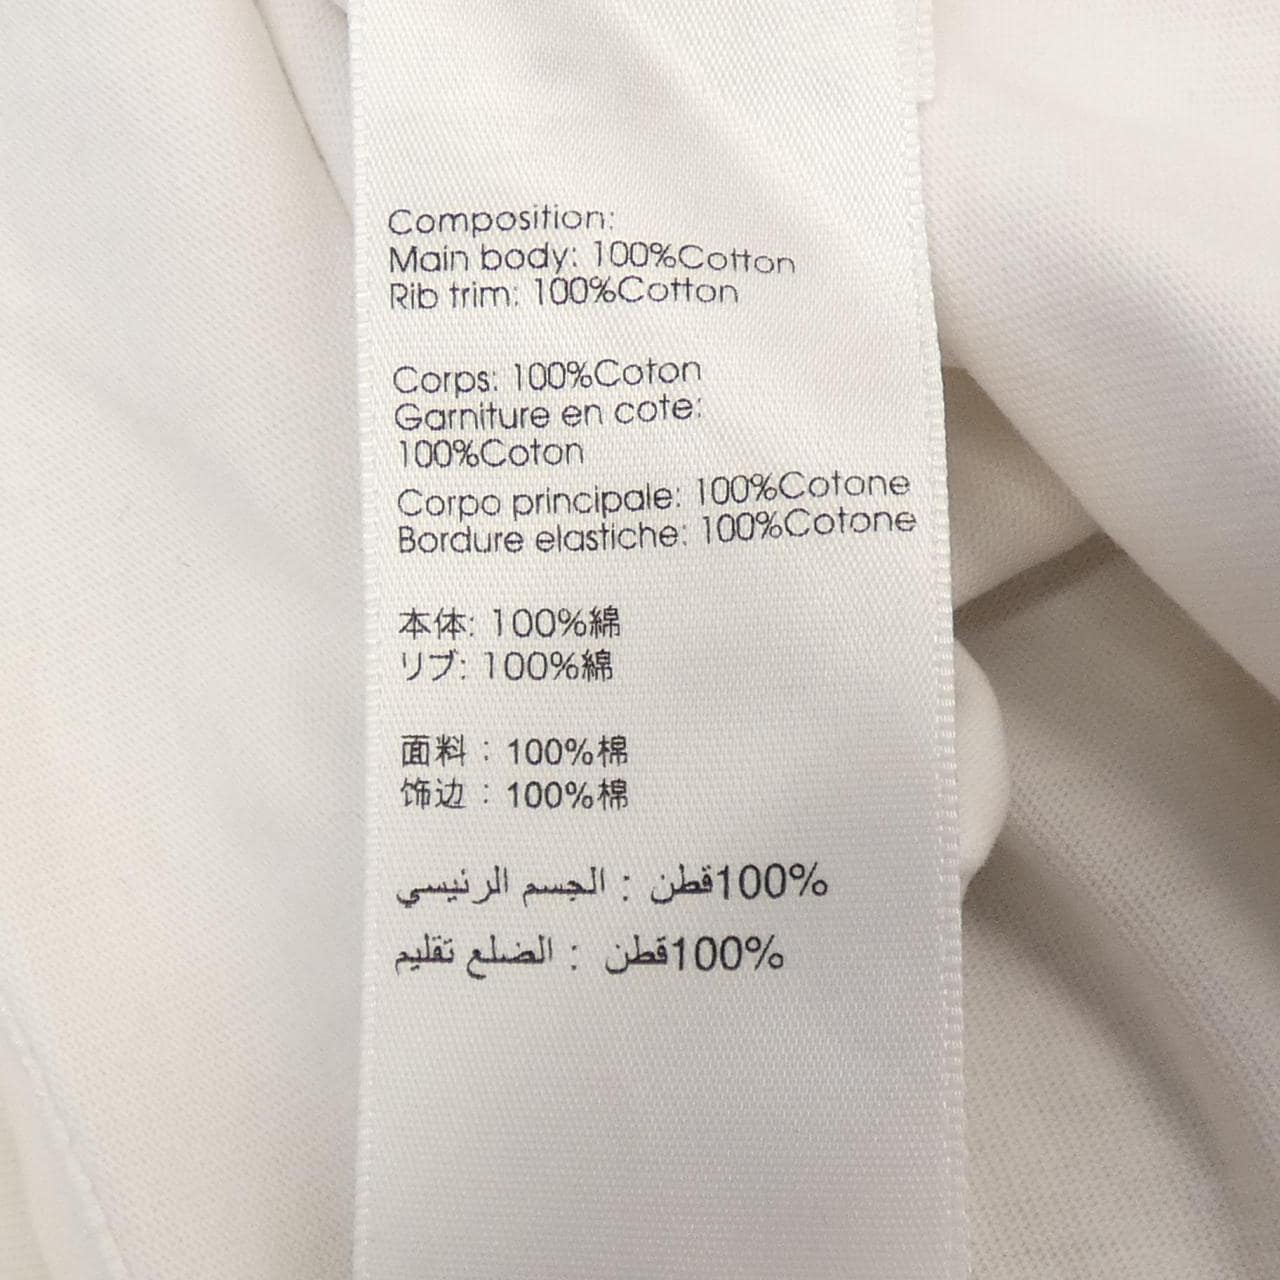 Composition:
Main body: 100%Cotton
Rib trim: 100%Cotton
Corps: 100%Coton
Garniture en cote:
100%Coton
Corpo principale: 100%Cotone
Bordure elastiche: 100%Cotone
本体: 100%綿
リブ: 100%綿
面料：100%棉
饰边：100%棉
الجسم الرئيسي : 100%قطن
الضلع تقليم : 100%قطن